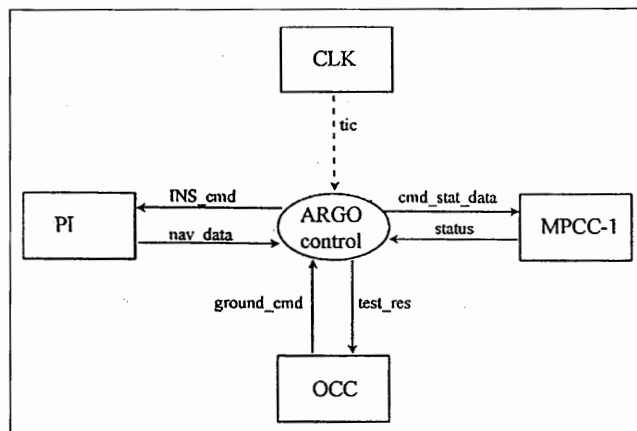 CLK
tic
INS_cmd
cmd_stat_data
PI
ARGO
control
MPCC-1
nav_data
status
ground_cmd
test_res
OCC